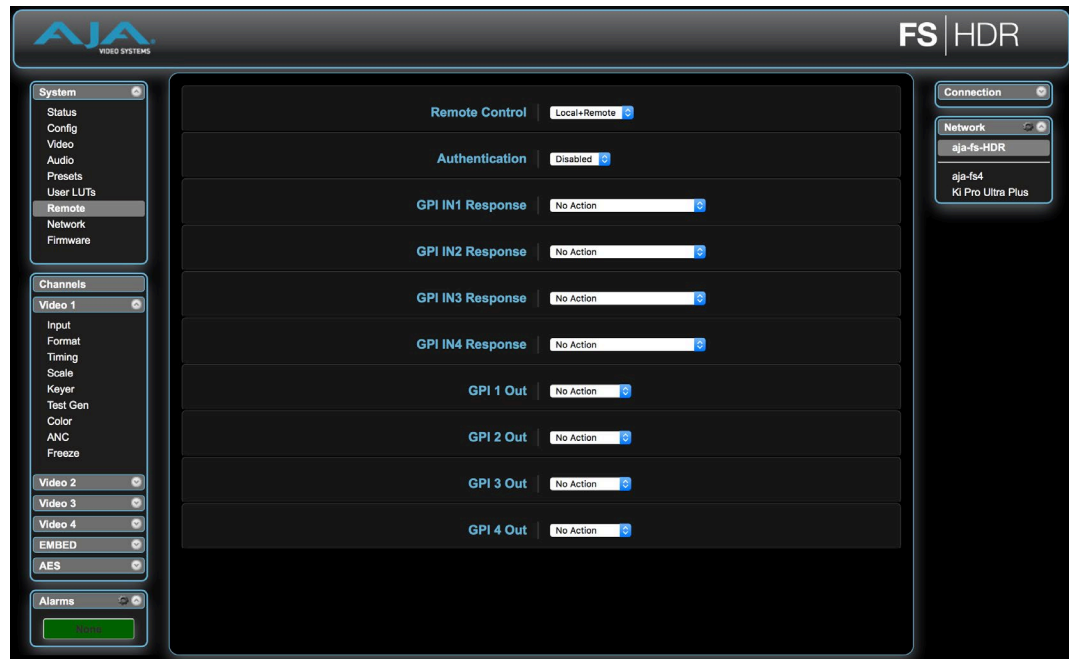 AJA
VIDEO SYSTEMS
FS HDR
System
Status
Config
Video
Audio
Presets
User LUTs
Remote
Network
Firmware
Channels
Video 1
Input
Format
Timing
Scale
Keyer
Test Gen
Color
ANC
Freeze
Video 2
Video 3
Video 4
EMBED
AES
Alarms
None
Remote Control Local+Remote
Authentication Disabled
GPI IN1 Response No Action
GPI IN2 Response No Action
GPI IN3 Response No Action
GPI IN4 Response No Action
GPI 1 Out No Action
GPI 2 Out No Action
GPI 3 Out No Action
GPI 4 Out No Action
Connection
Network
aja-fs-HDR
aja-fs4
Ki Pro Ultra Plus